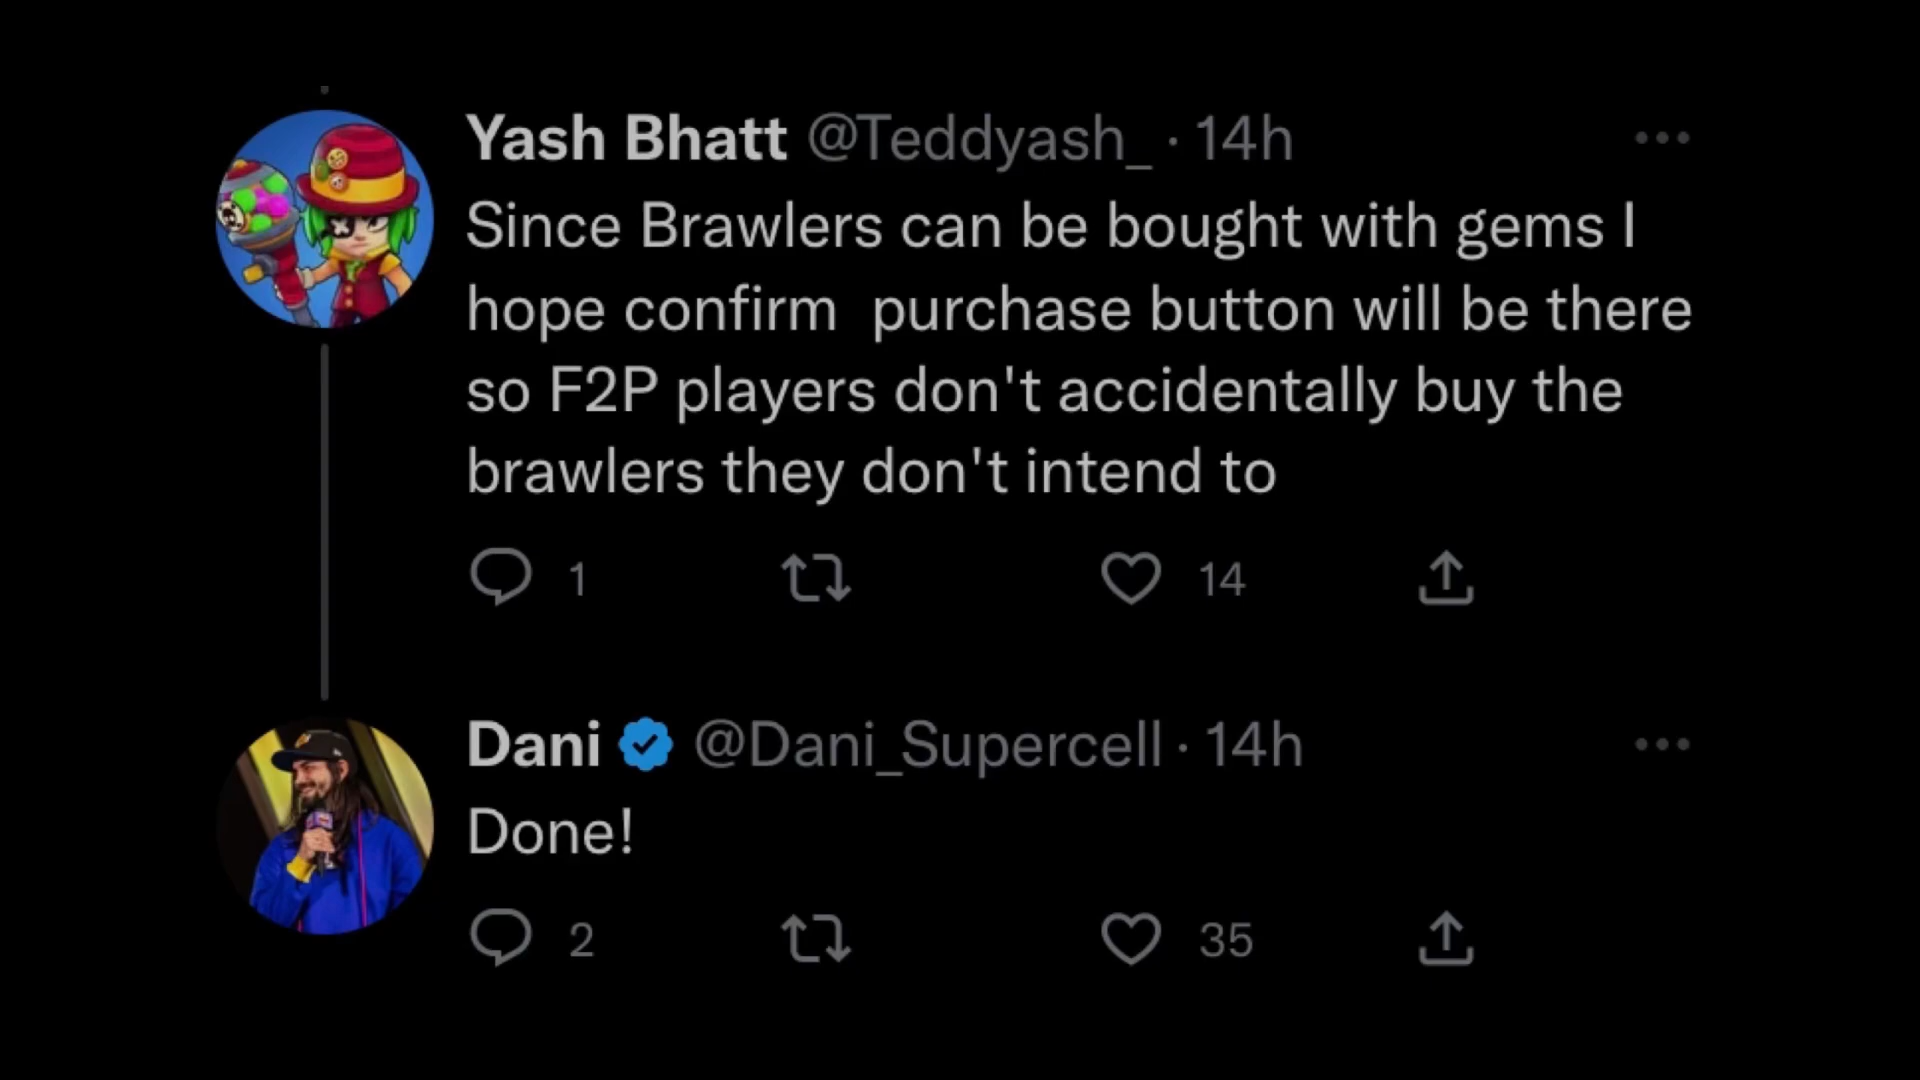 Yash Bhatt @Teddyash_ · 14h
Since Brawlers can be bought with gems I
hope confirm  purchase button will be there
so F2P players don't accidentally buy the
brawlers they don't intend to
1 14
Dani @Dani_Supercell · 14h
Done!
2 35